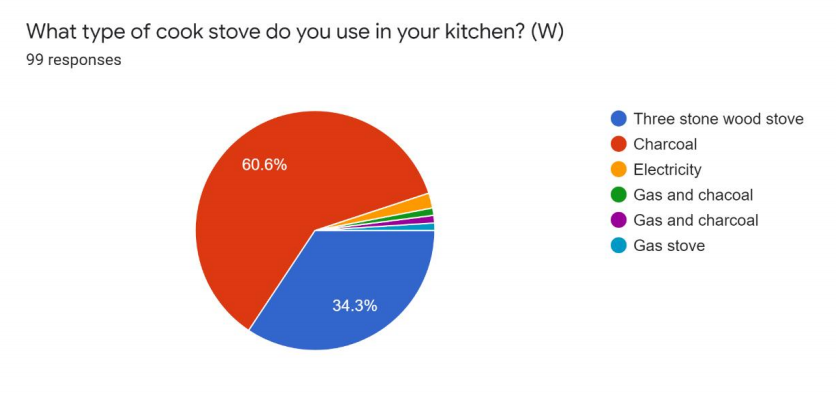 What type of cook stove do you use in your kitchen? (W)
99 responses
60.6%
34.3%
Three stone wood stove
Charcoal
Electricity
Gas and chacoal
Gas and charcoal
Gas stove